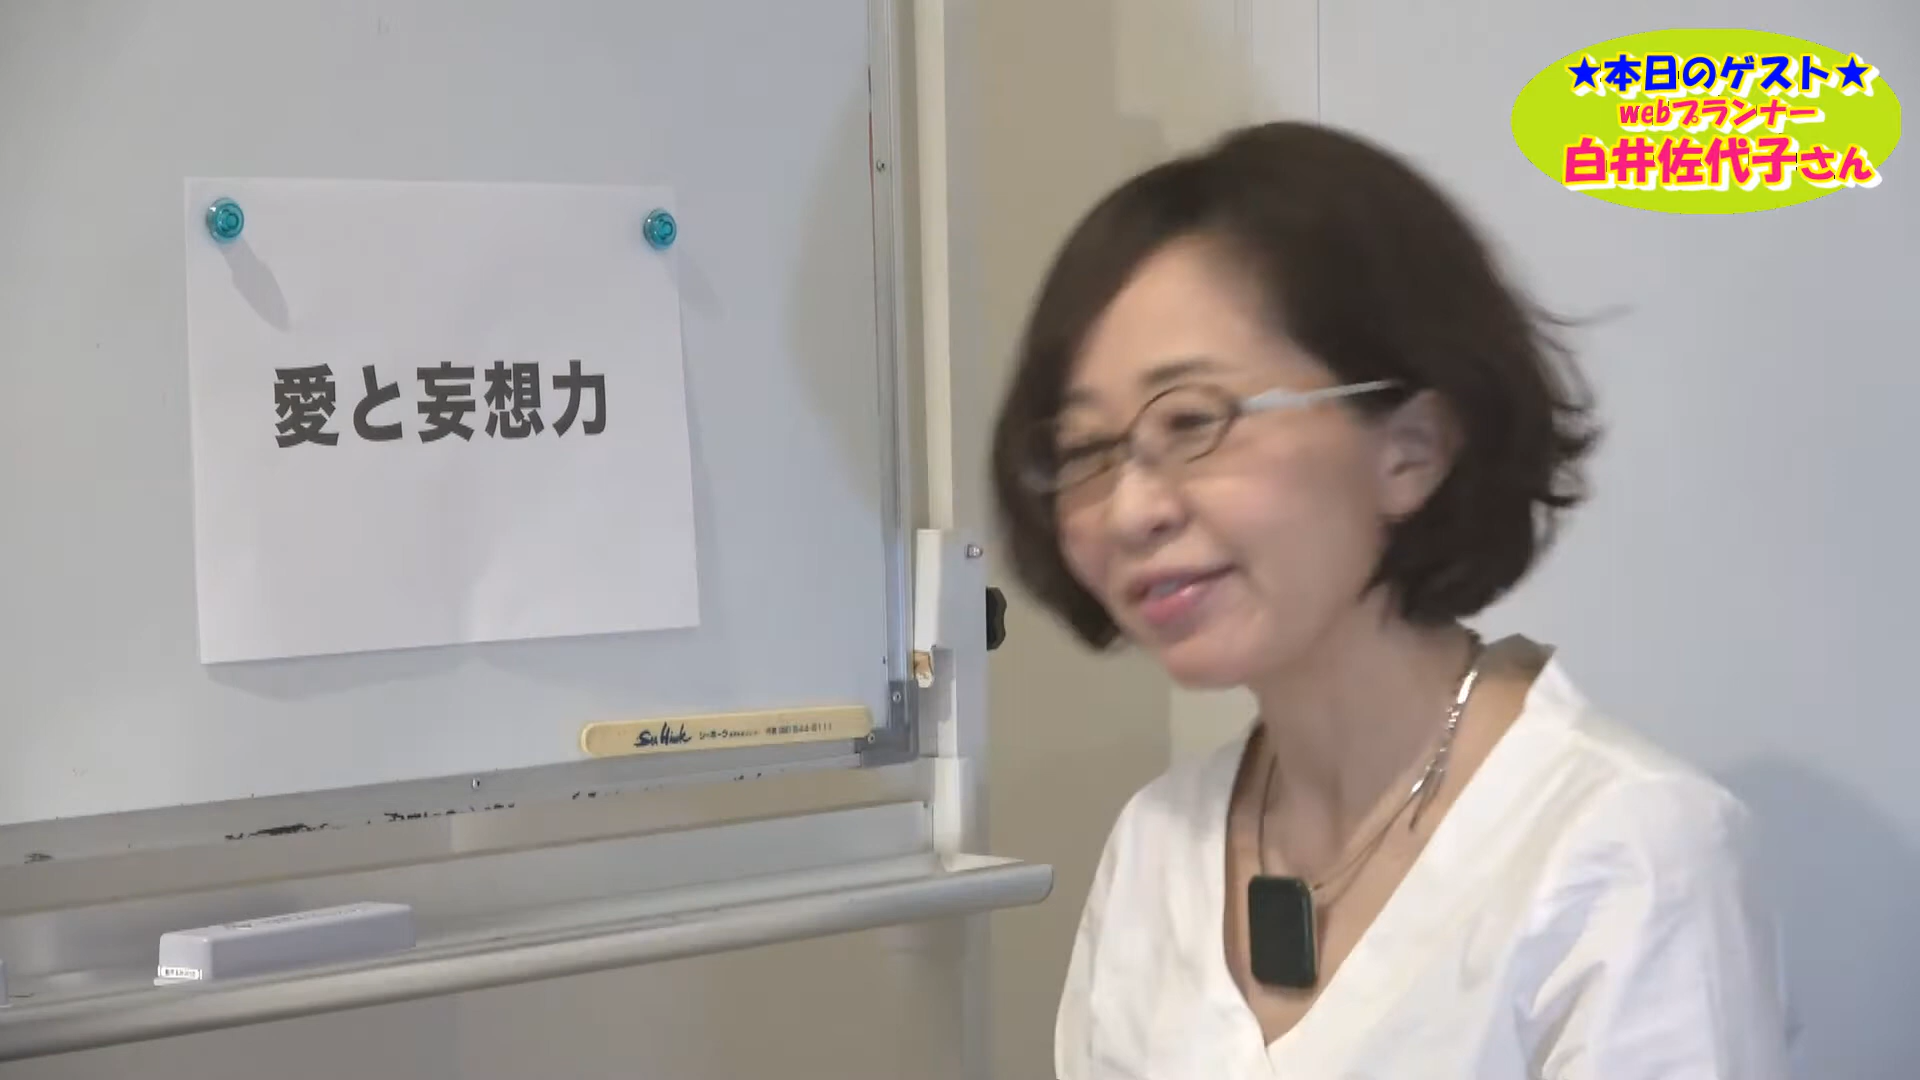 ★本日のゲスト★
webプランナー
白井佐代子さん
愛と妄想力